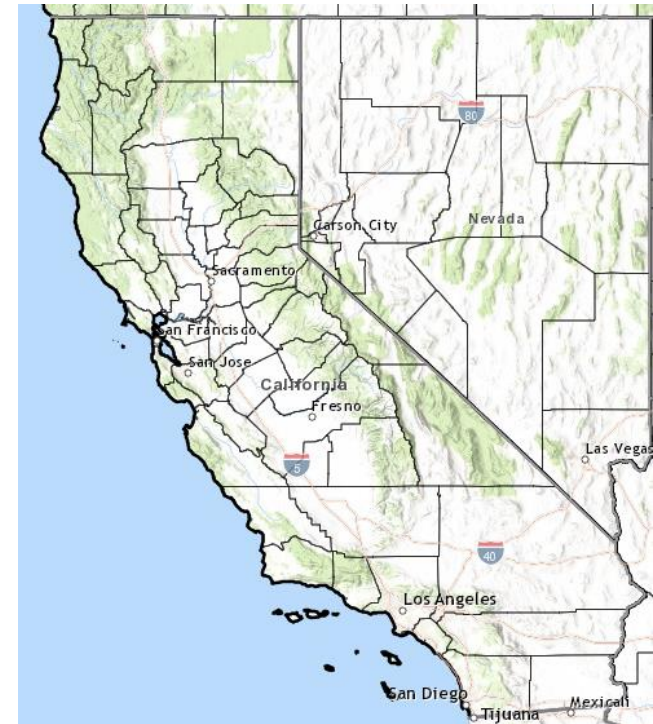 80
Carson City
Nevada
Sacramento
San Francisco
San Jose
California
Fresno
5
Las Vegas
40
Los Angeles
San Diego
Tijuana
Mexicali